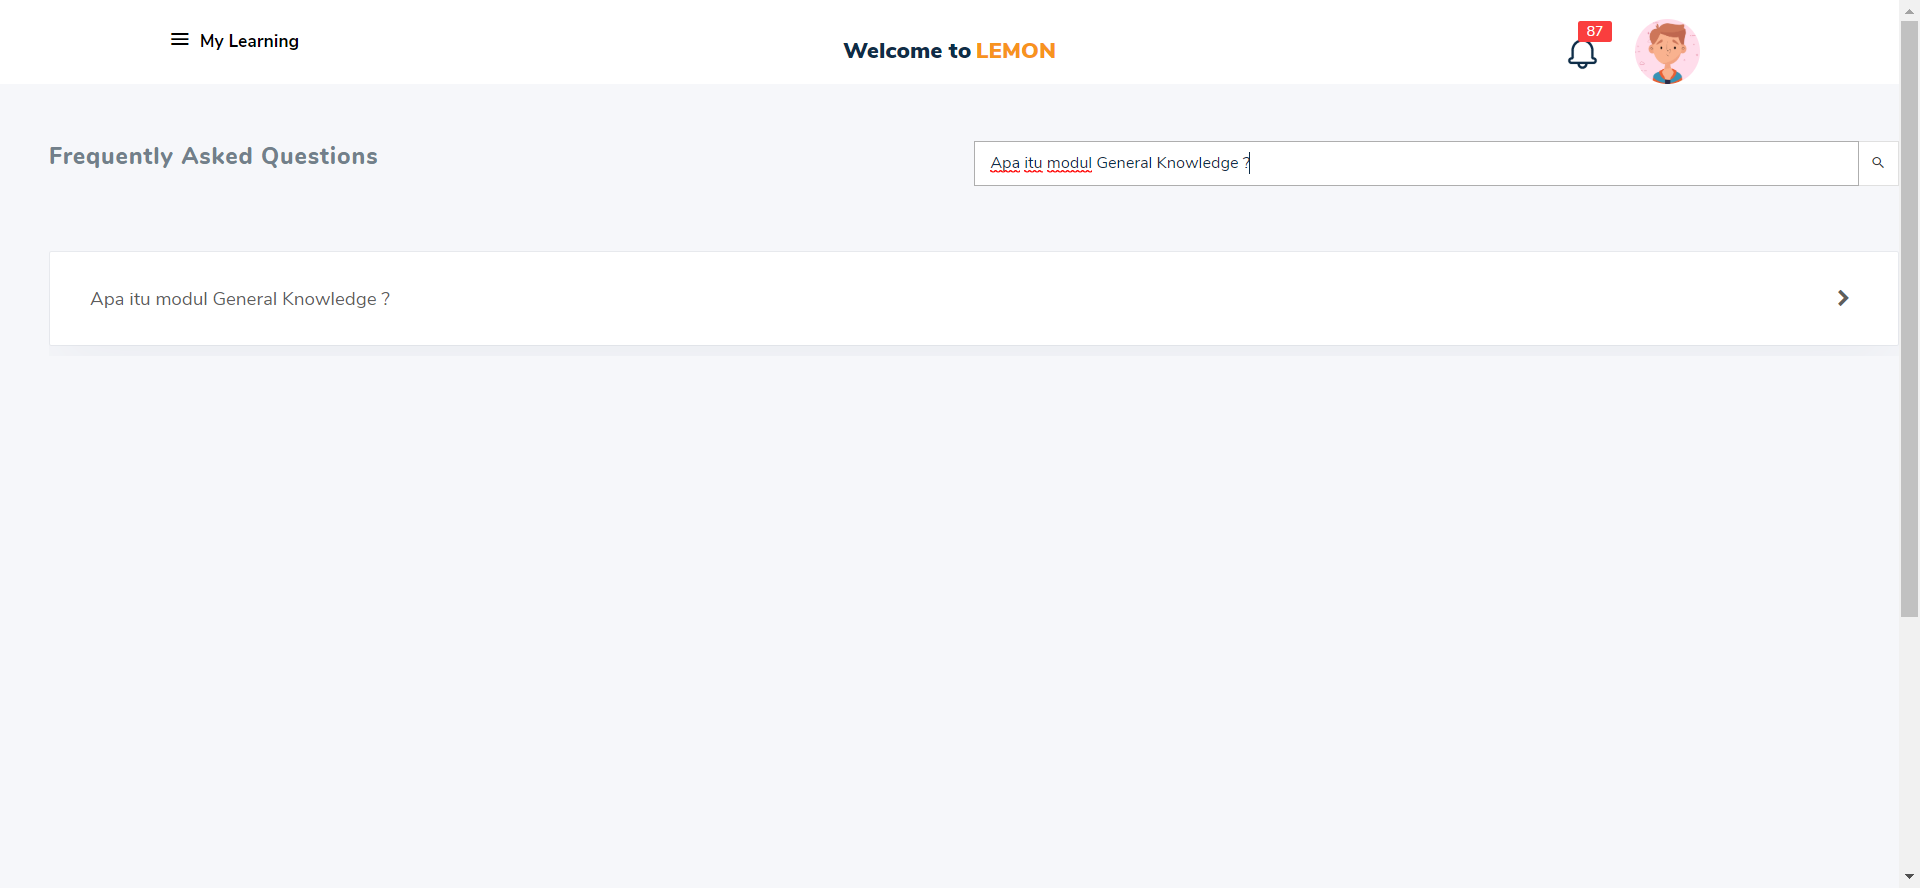 My Learning
Welcome to LEMON
87
Frequently Asked Questions
Apa itu modul General Knowledge ?
Apa itu modul General Knowledge ?